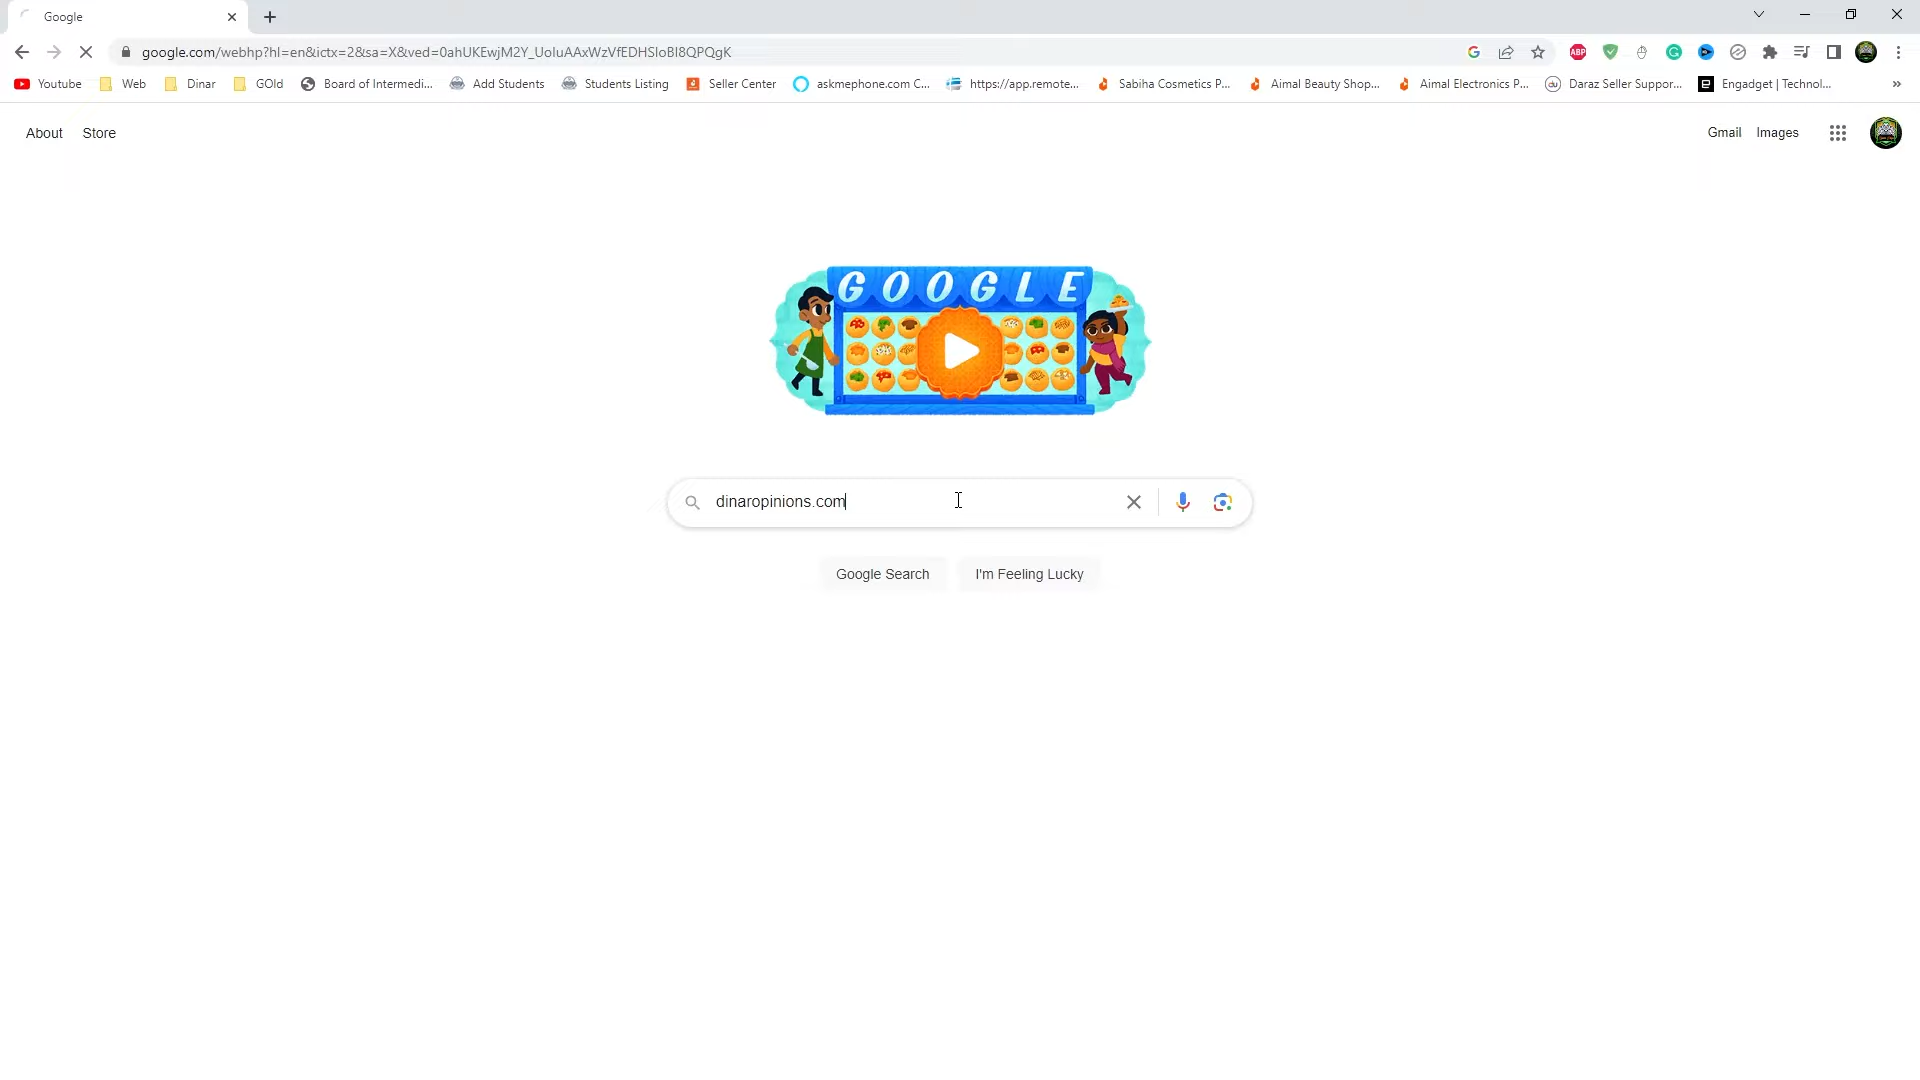 Google
google.com/webhp?hl=en&ictx=2&sa=X&ved=0ahUKEwjM2Y_UoIuAAxWzVfEDHSIoBI8QPQgK
ABP
Youtube Web Dinar GOld Board of Intermedi... Add Students Students Listing Seller Center askmephone.com C... https://app.remote... Sabiha Cosmetics P... Aimal Beauty Shop... Aimal Electronics P... Daraz Seller Suppor... Engadget | Technol... »
About Store Gmail Images
GOOGLE
dinaropinions.com
Google Search I'm Feeling Lucky